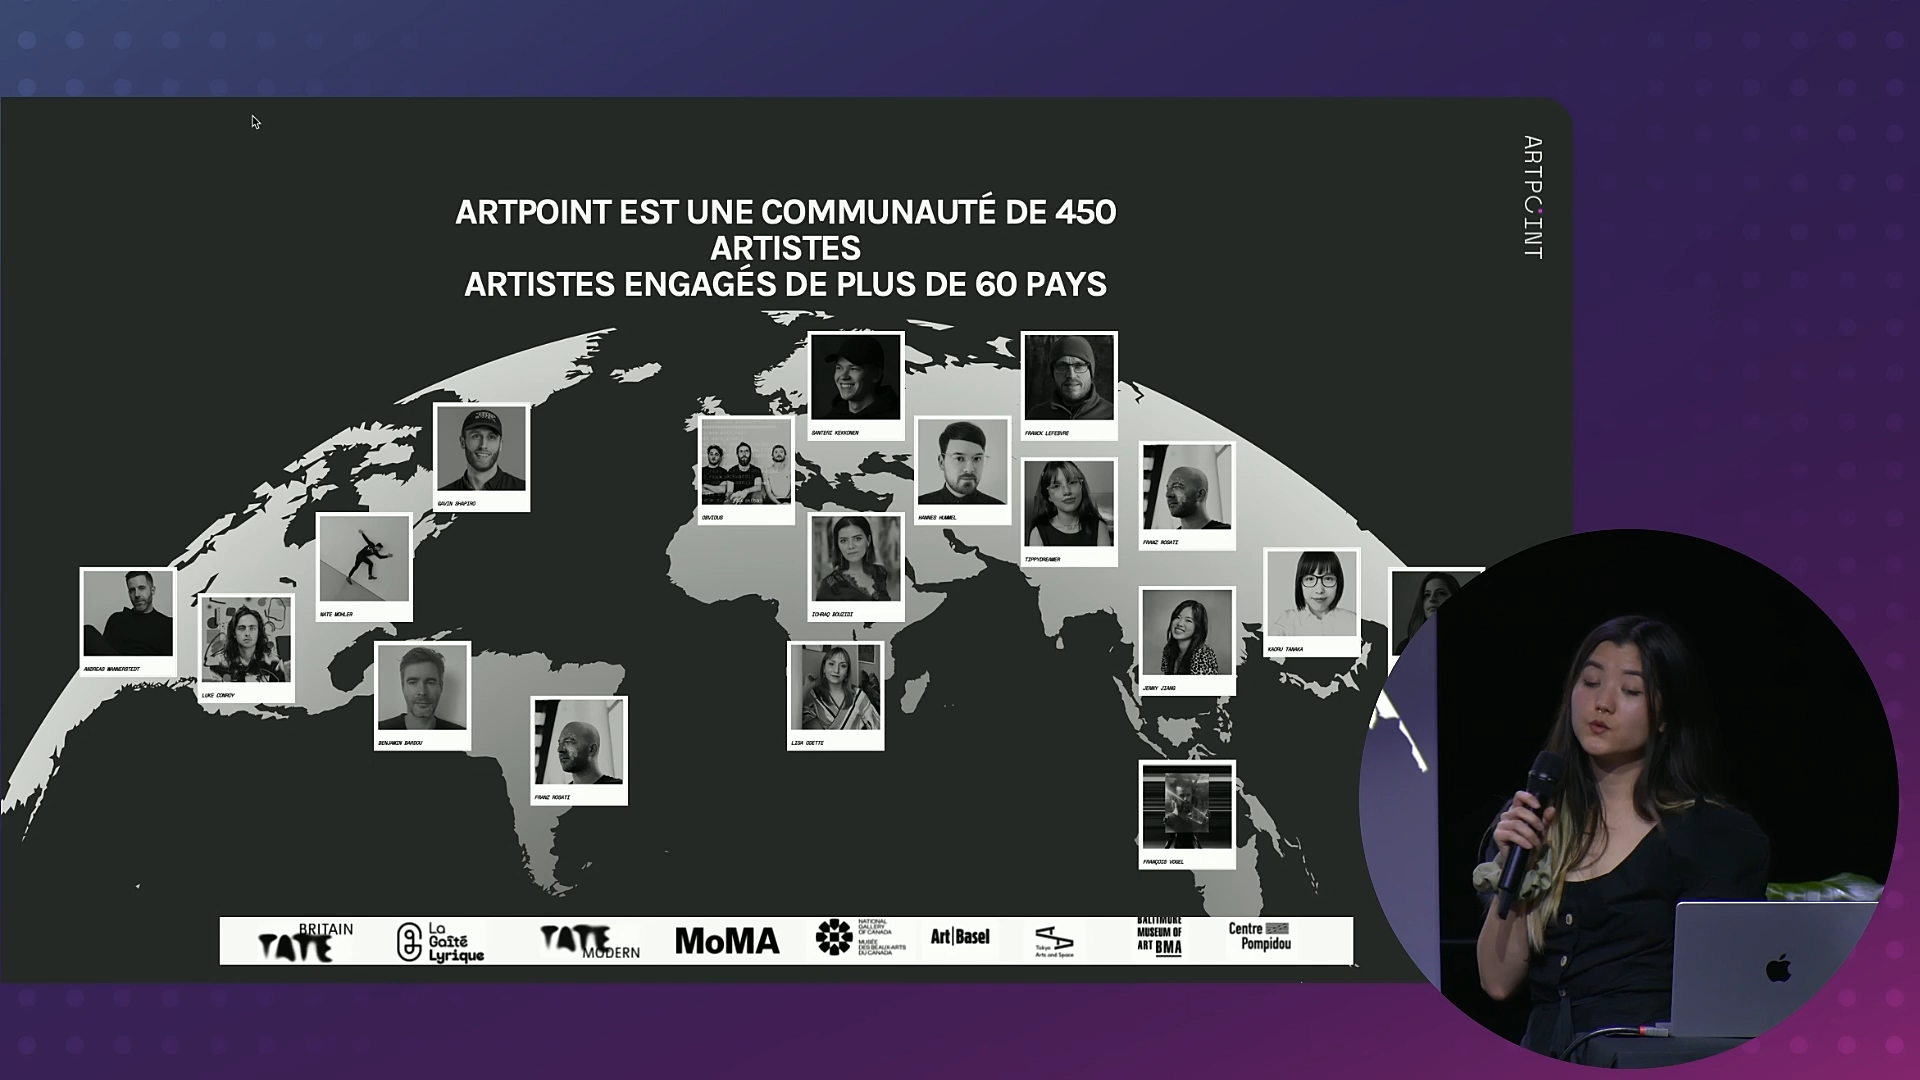 ARTPOINT
ARTPOINT EST UNE COMMUNAUTÉ DE 450
ARTISTES
ARTISTES ENGAGÉS DE PLUS DE 60 PAYS
SANTERI KEKKONEN
FRANCK LEFEBVRE
GAVIN SHAPIRO
OBVIOUS
HANNES HUMMEL
FRANZ ROSATI
TIPPYDREAMER
NATE MOHLER
ICHRAQ BOUZIDI
KAORU TANAKA
ANDREAS WANNERSTEDT
LUKE CONROY
JENNY JIANG
BENJAMIN BARDOU
LISA ODETTE
FRANZ ROSATI
FRANÇOIS VOGEL
TATE BRITAIN
La
Gaîté
Lyrique
TATE MODERN
MoMA
NATIONAL
GALLERY
OF CANADA
MUSÉE
DES BEAUX-ARTS
DU CANADA
Art|Basel
Tokyo
Arts and Space
BALTIMORE
MUSEUM OF
ART BMA
Centre
Pompidou